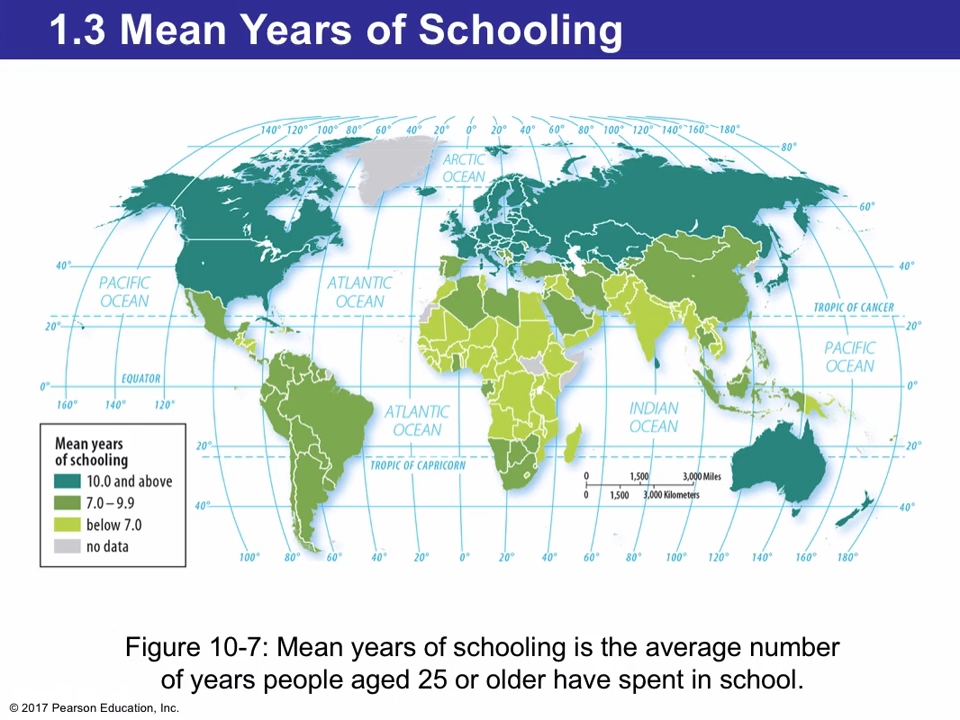 1.3 Mean Years of Schooling
140° 120° 100° 80° 60° 40° 20° 0° 20° 40° 60° 80° 100° 120° 140° 160° 180°
80°
ARCTIC
OCEAN
60°
40°
40°
PACIFIC
OCEAN
ATLANTIC
OCEAN
TROPIC OF CANCER
20°
20°
PACIFIC
OCEAN
EQUATOR
0°
0°
160° 140° 120°
ATLANTIC
OCEAN
INDIAN
OCEAN
20°
20°
TROPIC OF CAPRICORN
0 1,500 3,000 Miles
0 1,500 3,000 Kilometers
40°
40°
100° 80° 60° 40° 20° 0° 20° 40° 60° 80° 100° 120° 140° 160° 180°
Mean years
of schooling
10.0 and above
7.0–9.9
below 7.0
no data
Figure 10-7: Mean years of schooling is the average number
of years people aged 25 or older have spent in school.
© 2017 Pearson Education, Inc.